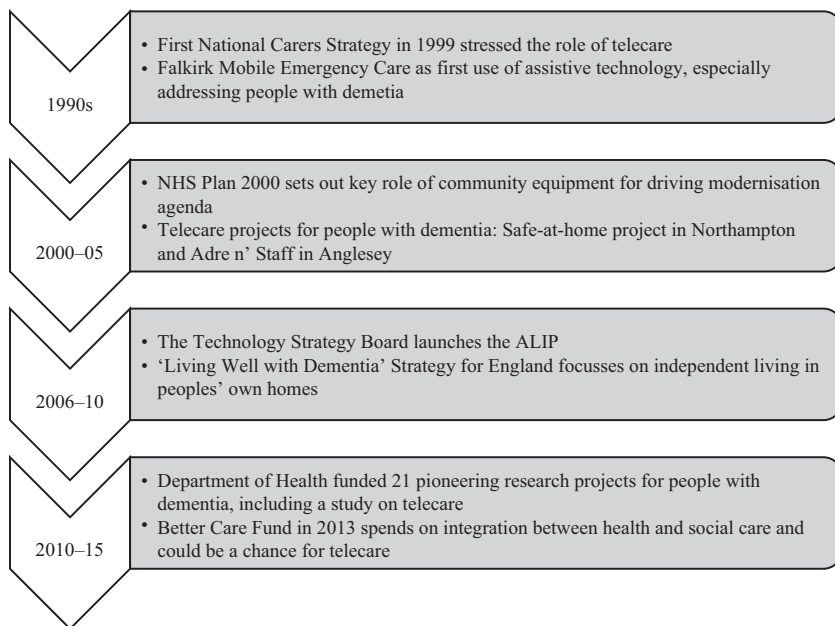 1990s
• First National Carers Strategy in 1999 stressed the role of telecare
• Falkirk Mobile Emergency Care as first use of assistive technology, especially
addressing people with demetia
2000–05
• NHS Plan 2000 sets out key role of community equipment for driving modernisation
agenda
• Telecare projects for people with dementia: Safe-at-home project in Northampton
and Adre n’ Staff in Anglesey
2006–10
• The Technology Strategy Board launches the ALIP
• ‘Living Well with Dementia’ Strategy for England focusses on independent living in
peoples’ own homes
2010–15
• Department of Health funded 21 pioneering research projects for people with
dementia, including a study on telecare
• Better Care Fund in 2013 spends on integration between health and social care and
could be a chance for telecare